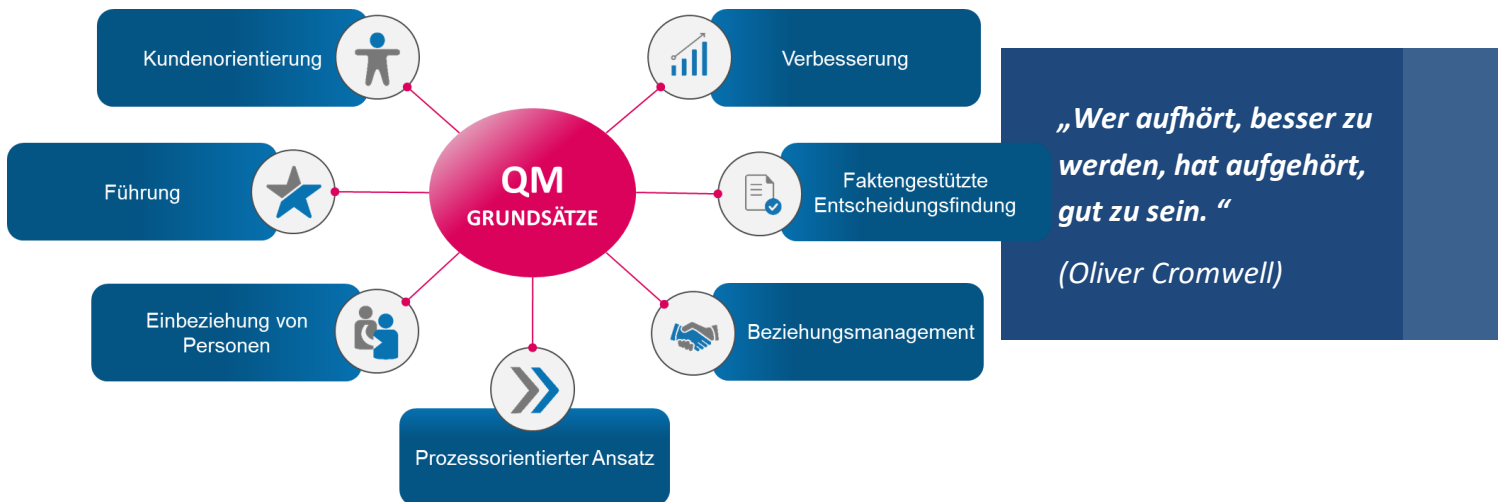 Kundenorientierung
Verbesserung
Führung
QM
GRUNDSÄTZE
Faktengestützte
Entscheidungsfindung
Einbeziehung von
Personen
Beziehungsmanagement
Prozessorientierter Ansatz
„Wer aufhört, besser zu
werden, hat aufgehört,
gut zu sein. “
(Oliver Cromwell)